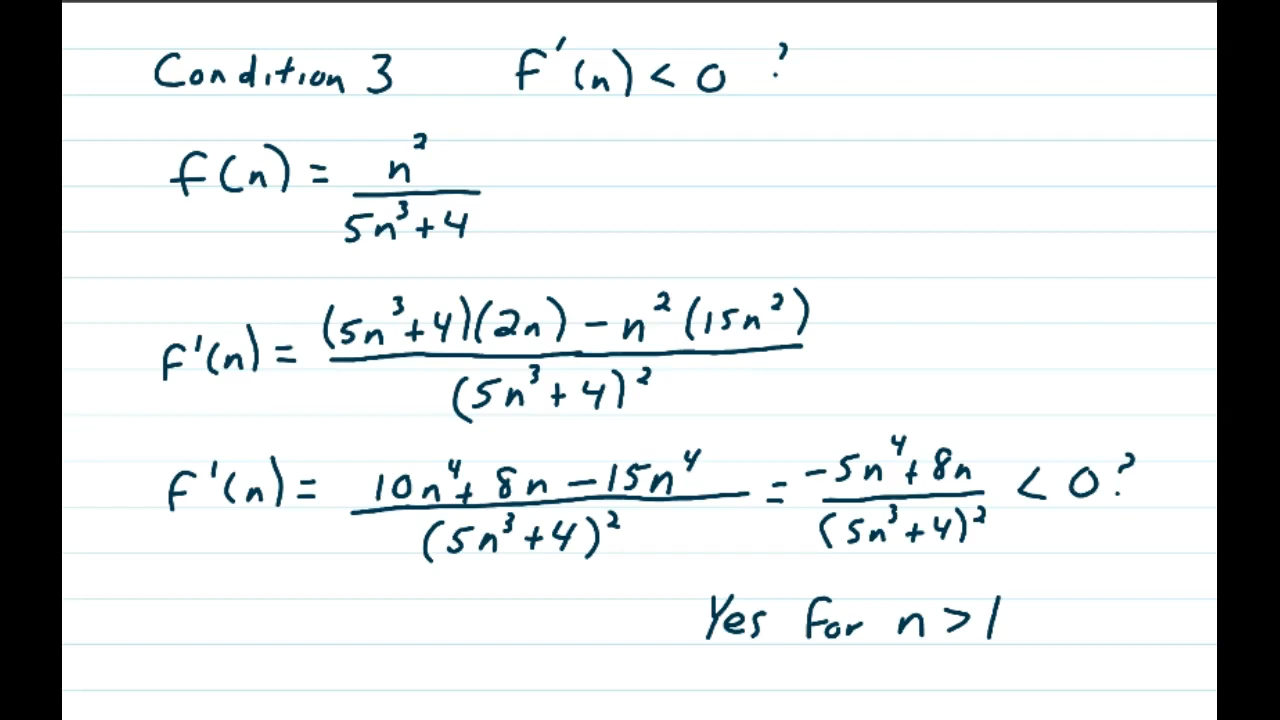 Condition 3 f'(n) < 0 ?
f(n) = n² / (5n³+4)
f'(n) = ((5n³+4)(2n) − n²(15n²)) / (5n³+4)²
f'(n) = (10n⁴+8n−15n⁴) / (5n³+4)² = (−5n⁴+8n) / (5n³+4)² < 0 ?
Yes for n > 1